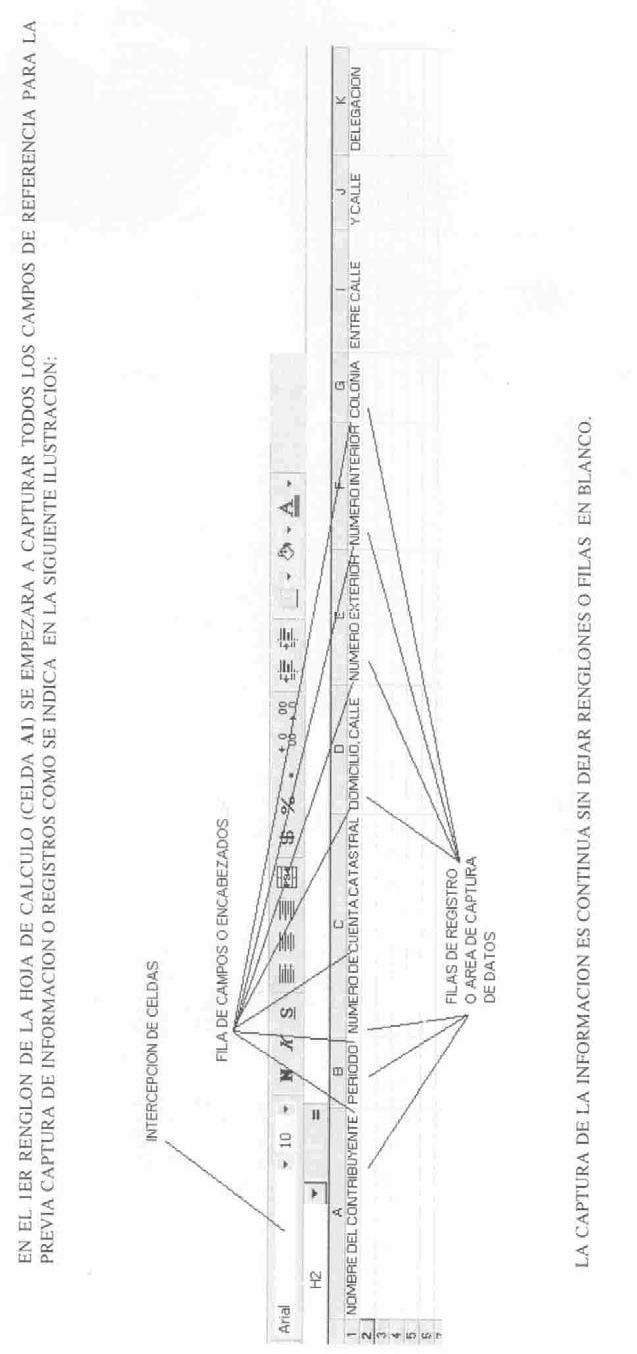 EN EL 1ER RENGLON DE LA HOJA DE CALCULO (CELDA A1) SE EMPEZARA A CAPTURAR TODOS LOS CAMPOS DE REFERENCIA PARA LA
PREVIA CAPTURA DE INFORMACION O REGISTROS COMO SE INDICA EN LA SIGUIENTE ILUSTRACION:
INTERCEPCION DE CELDAS
FILA DE CAMPOS O ENCABEZADOS
Arial 10 N K S $ %
H2 =
A B C D E F G I J K
1 NOMBRE DEL CONTRIBUYENTE PERIODO NUMERO DE CUENTA CATASTRAL DOMICILIO, CALLE NUMERO EXTERIOR NUMERO INTERIOR COLONIA ENTRE CALLE Y CALLE DELEGACION
2
3
4
5
6
7
FILAS DE REGISTRO
O AREA DE CAPTURA
DE DATOS
LA CAPTURA DE LA INFORMACION ES CONTINUA SIN DEJAR RENGLONES O FILAS EN BLANCO.